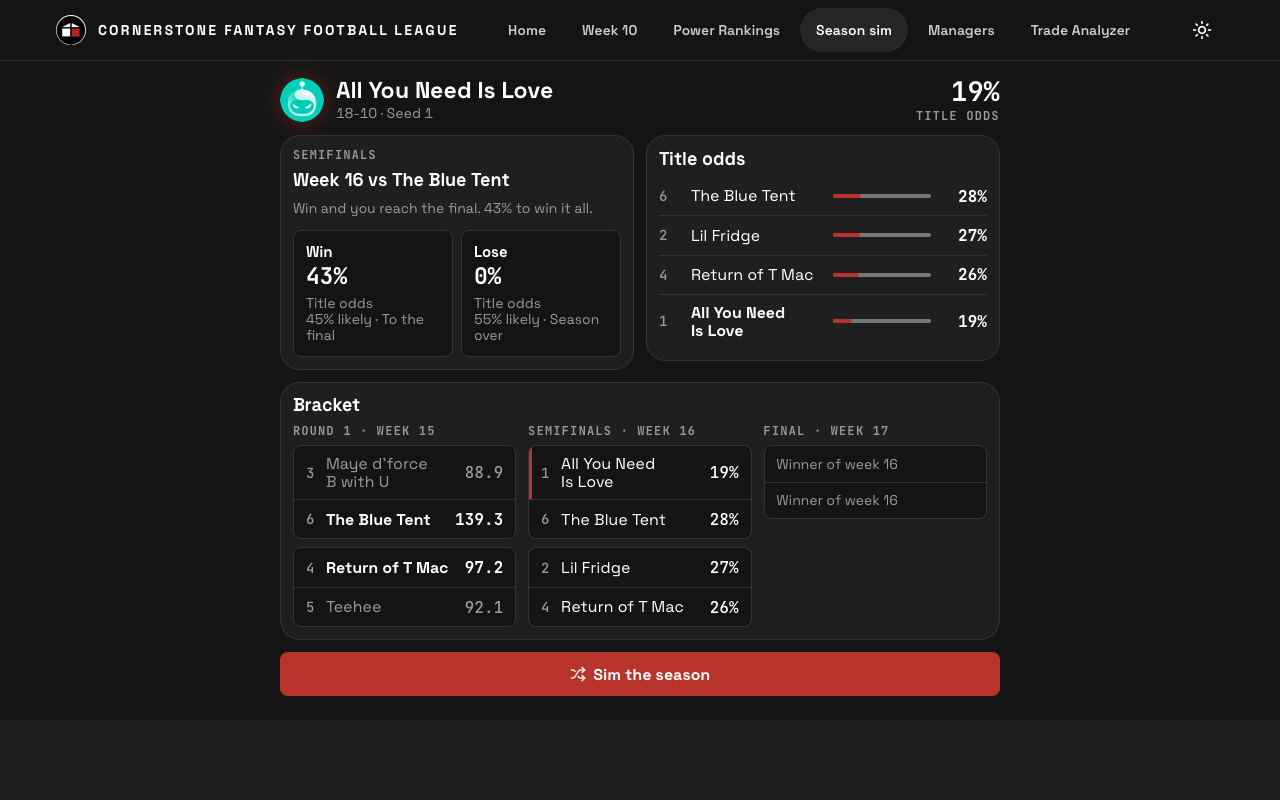 CORNERSTONE FANTASY FOOTBALL LEAGUE
Home
Week 10
Power Rankings
Season sim
Managers
Trade Analyzer
All You Need Is Love
18-10 · Seed 1
19%
TITLE ODDS
SEMIFINALS
Week 16 vs The Blue Tent
Win and you reach the final. 43% to win it all.
Win
43%
Title odds
45% likely · To the
final
Lose
0%
Title odds
55% likely · Season
over
Title odds
6 The Blue Tent 28%
2 Lil Fridge 27%
4 Return of T Mac 26%
1 All You Need
Is Love 19%
Bracket
ROUND 1 · WEEK 15
3 Maye d'force
B with U 88.9
6 The Blue Tent 139.3
4 Return of T Mac 97.2
5 Teehee 92.1
SEMIFINALS · WEEK 16
1 All You Need
Is Love 19%
6 The Blue Tent 28%
2 Lil Fridge 27%
4 Return of T Mac 26%
FINAL · WEEK 17
Winner of week 16
Winner of week 16
Sim the season